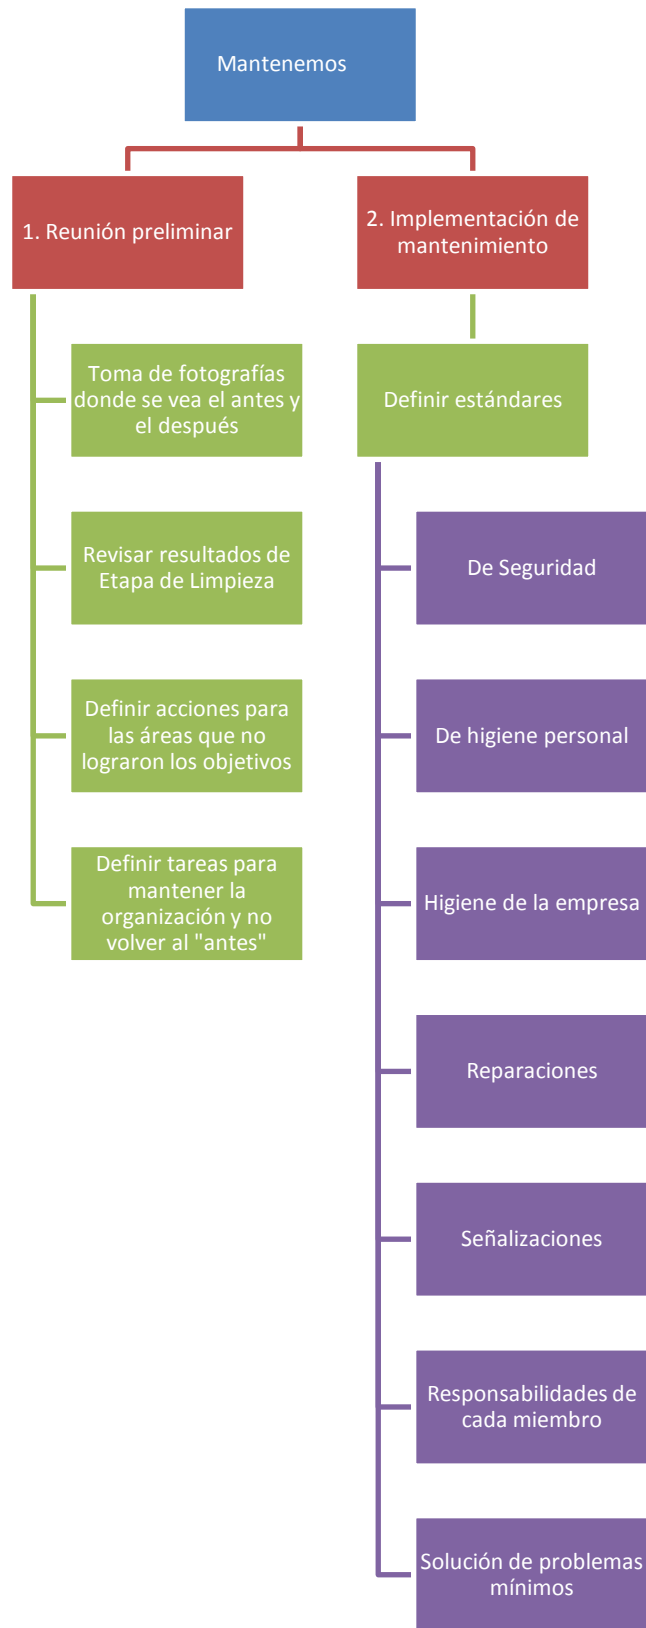 Mantenemos
1. Reunión preliminar
2. Implementación de
mantenimiento
Toma de fotografías
donde se vea el antes y
el después
Revisar resultados de
Etapa de Limpieza
Definir acciones para
las áreas que no
lograron los objetivos
Definir tareas para
mantener la
organización y no
volver al "antes"
Definir estándares
De Seguridad
De higiene personal
Higiene de la empresa
Reparaciones
Señalizaciones
Responsabilidades de
cada miembro
Solución de problemas
mínimos